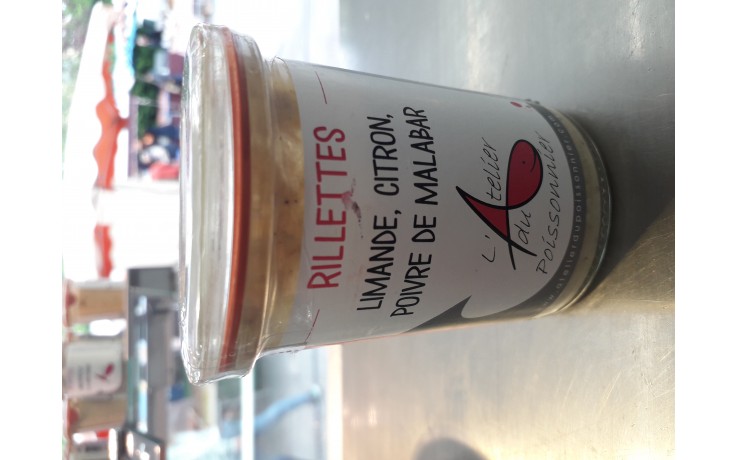 RILLETTES
LIMANDE, CITRON,
POIVRE DE MALABAR
L'Atelier
du
Poissonnier